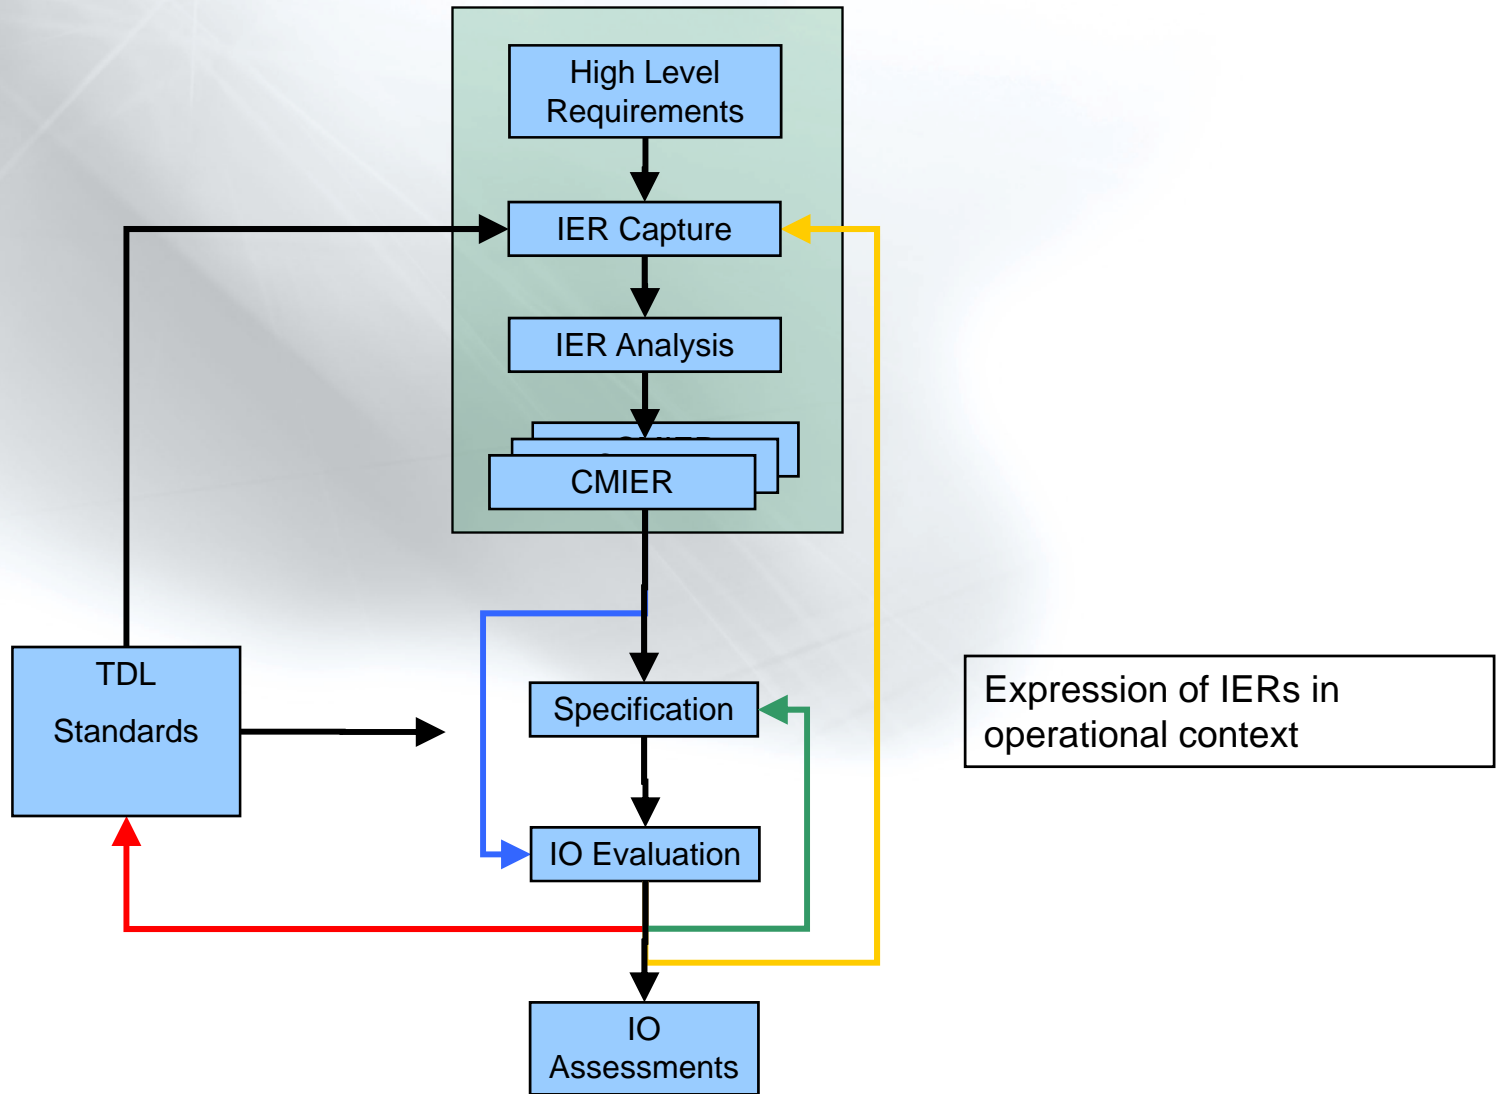 High Level
Requirements
IER Capture
IER Analysis
CMIER
TDL
Standards
Specification
Expression of IERs in
operational context
IO Evaluation
IO
Assessments